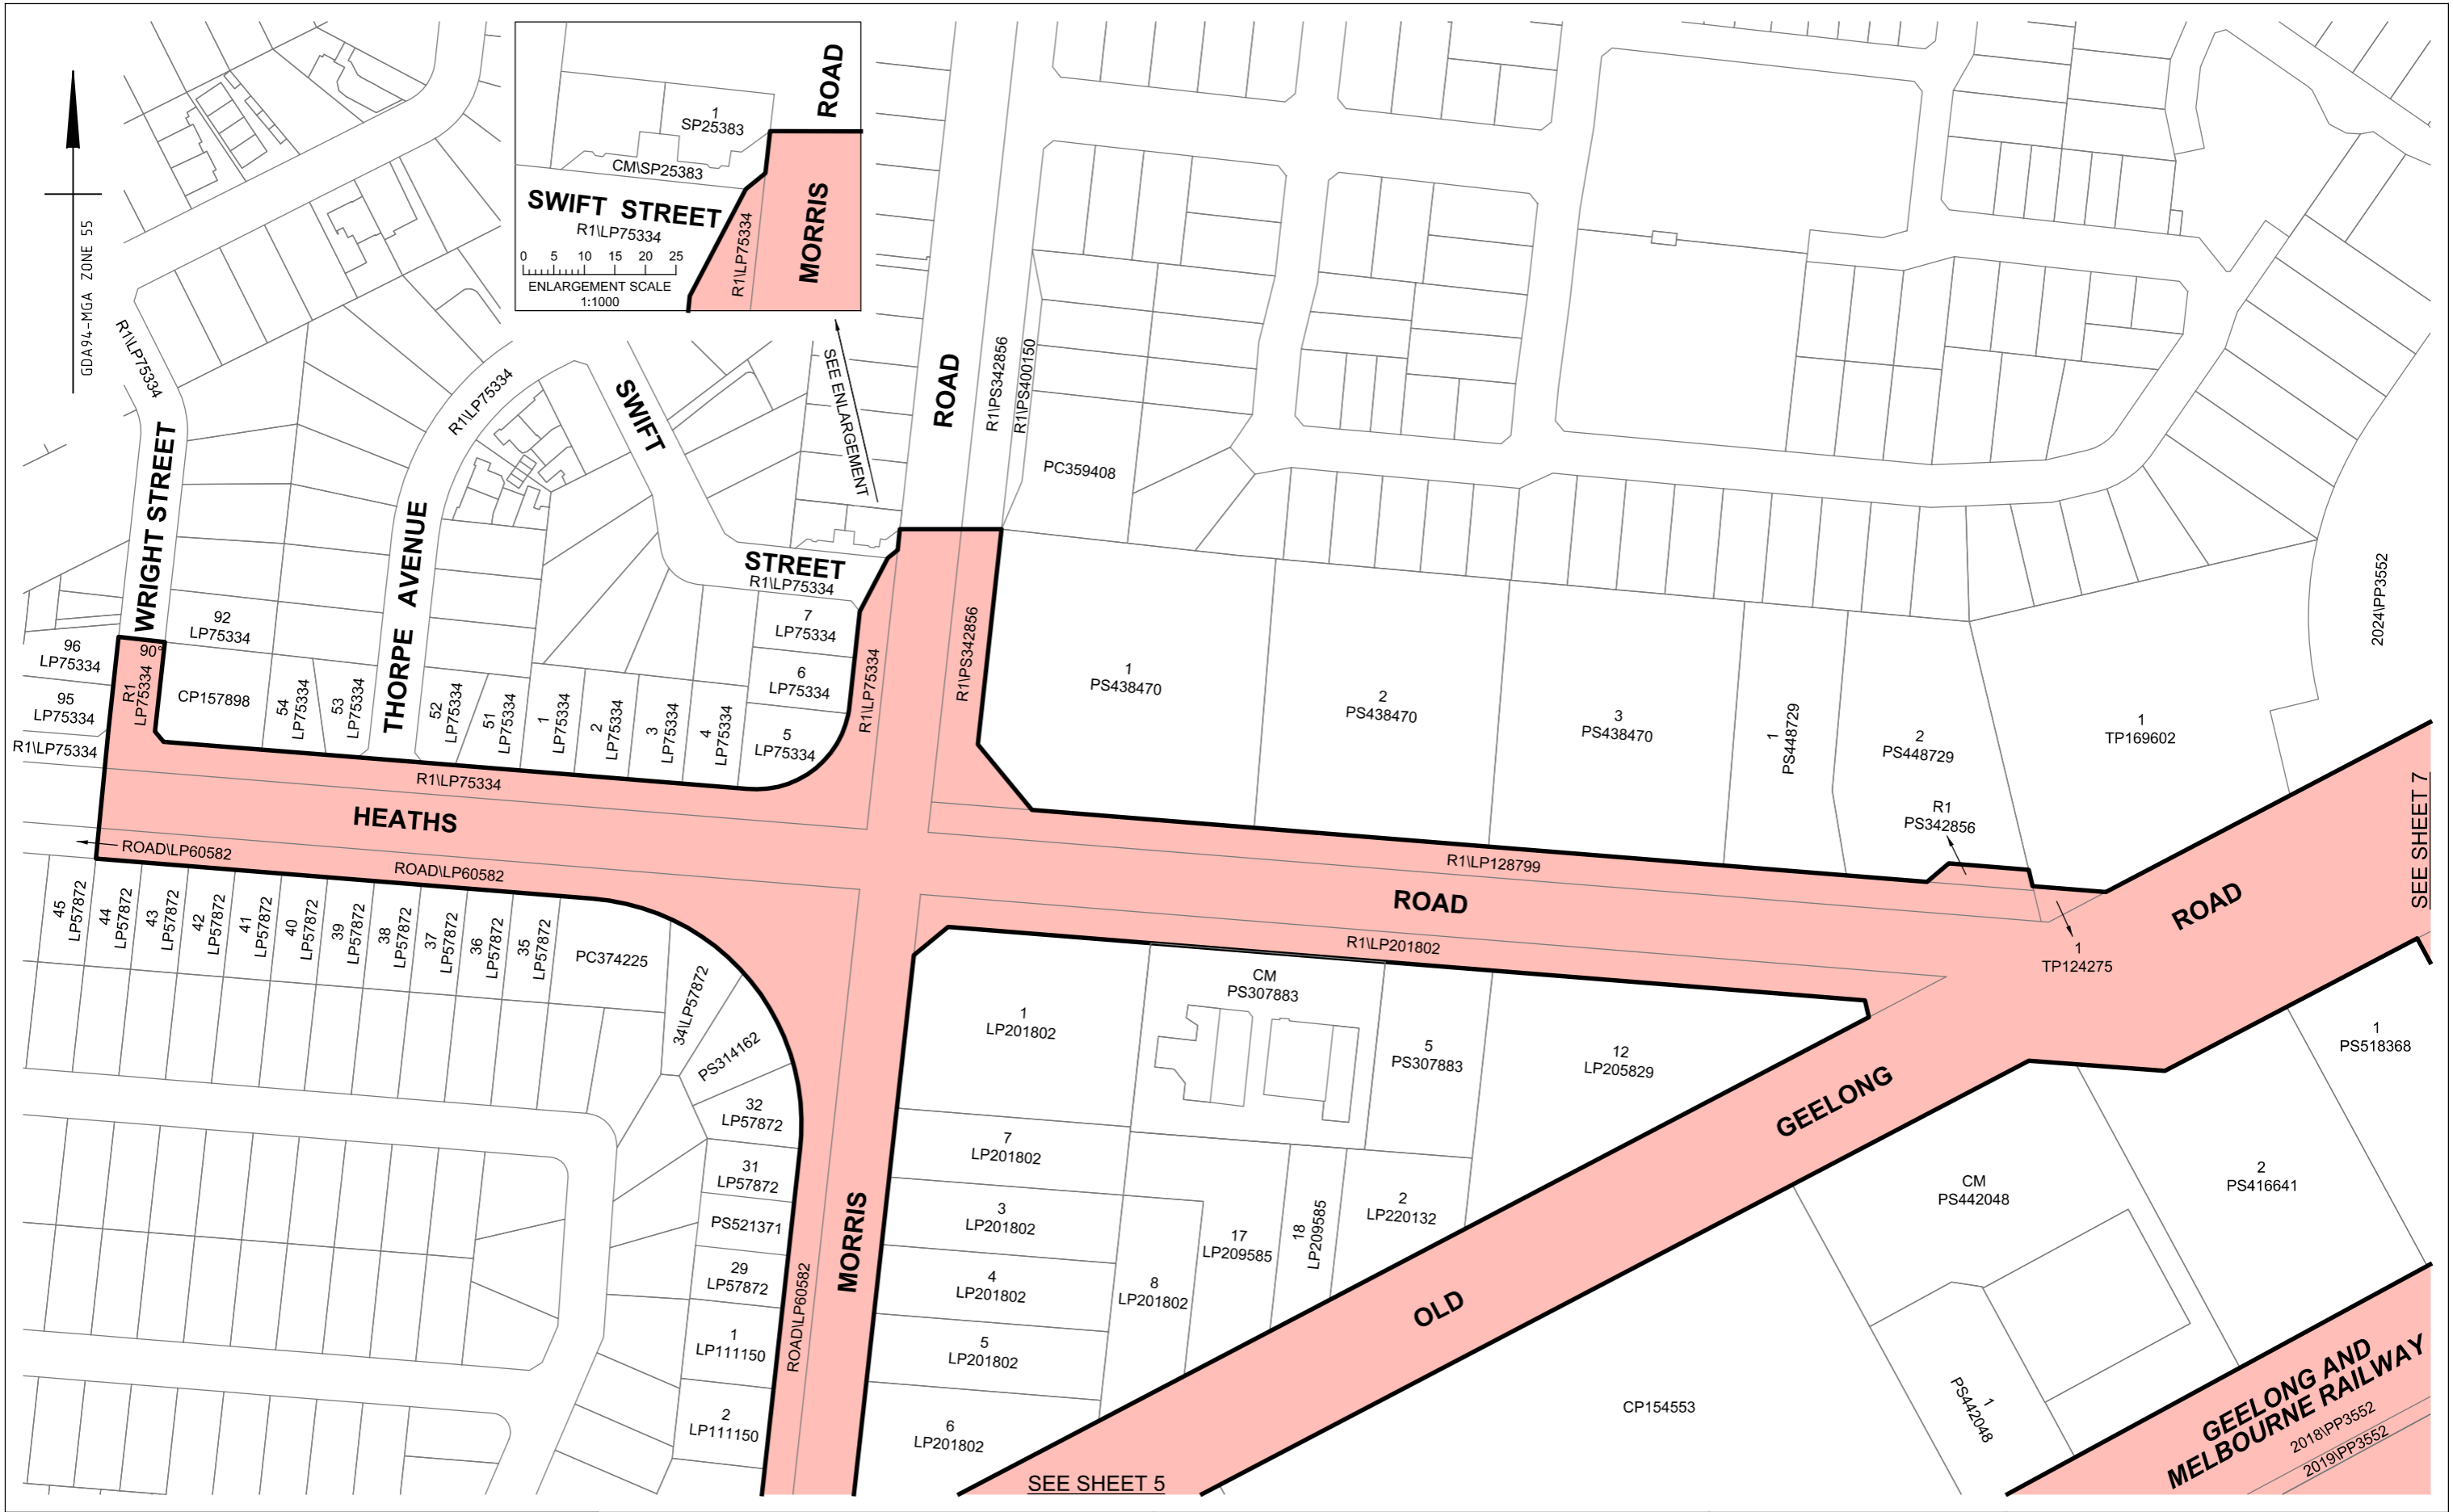 GDA94-MGA ZONE 55
1
SP25383
CM\SP25383
ROAD
SWIFT STREET
R1\LP75334
R1\LP75334
MORRIS
0 5 10 15 20 25
ENLARGEMENT SCALE
1:1000
SEE ENLARGEMENT
R1\LP75334
WRIGHT STREET
R1\LP75334
THORPE AVENUE
SWIFT
STREET
R1\LP75334
ROAD
R1\PS342856
R1\PS400150
PC359408
2024\PP3552
96
LP75334
95
LP75334
R1\LP75334
90°
R1
LP75334
92
LP75334
CP157898
54
LP75334
53
LP75334
52
LP75334
51
LP75334
1
LP75334
2
LP75334
3
LP75334
4
LP75334
7
LP75334
6
LP75334
5
LP75334
R1\LP75334
R1\PS342856
1
PS438470
2
PS438470
3
PS438470
1
PS448729
2
PS448729
1
TP169602
R1
PS342856
SEE SHEET 7
R1\LP75334
HEATHS
ROAD\LP60582
ROAD\LP60582
R1\LP128799
ROAD
R1\LP201802
ROAD
1
TP124275
45
LP57872
44
LP57872
43
LP57872
42
LP57872
41
LP57872
40
LP57872
39
LP57872
38
LP57872
37
LP57872
36
LP57872
35
LP57872
PC374225
34\LP57872
PS314162
32
LP57872
31
LP57872
PS521371
29
LP57872
1
LP111150
2
LP111150
ROAD\LP60582
MORRIS
1
LP201802
CM
PS307883
5
PS307883
12
LP205829
7
LP201802
3
LP201802
4
LP201802
5
LP201802
6
LP201802
8
LP201802
17
LP209585
18
LP209585
2
LP220132
OLD
GEELONG
1
PS518368
CM
PS442048
2
PS416641
1
PS442048
CP154553
SEE SHEET 5
GEELONG AND
MELBOURNE RAILWAY
2018\PP3552
2019\PP3552